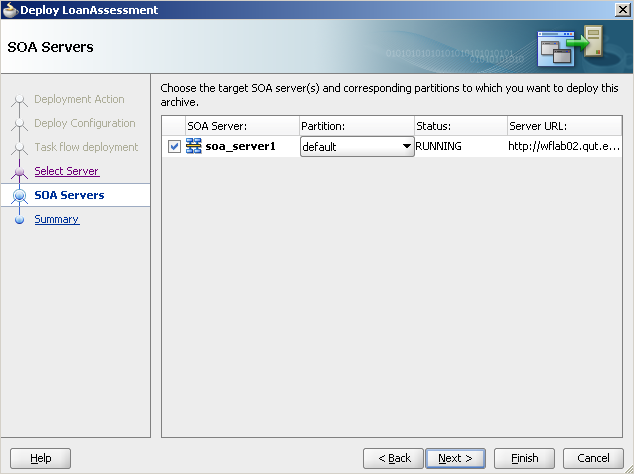 Deploy LoanAssessment
SOA Servers
Deployment Action
Deploy Configuration
Task flow deployment
Select Server
SOA Servers
Summary
Choose the target SOA server(s) and corresponding partitions to which you want to deploy this
archive.
SOA Server: Partition: Status: Server URL:
soa_server1 default RUNNING http://wflab02.qut.e...
Help < Back Next > Finish Cancel